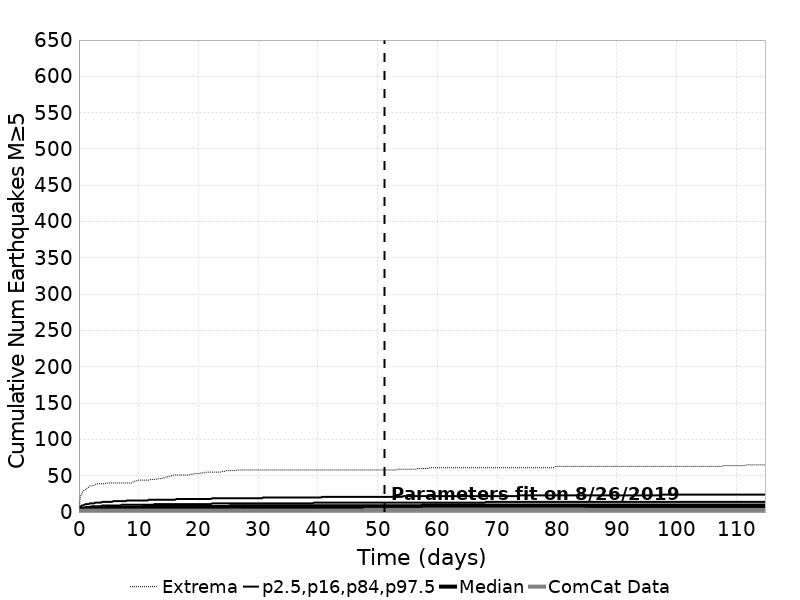 650
600
550
500
450
400
350
300
250
200
150
100
50
0
Cumulative Num Earthquakes M≥5
Parameters fit on 8/26/2019
0 10 20 30 40 50 60 70 80 90 100 110
Time (days)
Extrema p2.5,p16,p84,p97.5 Median ComCat Data